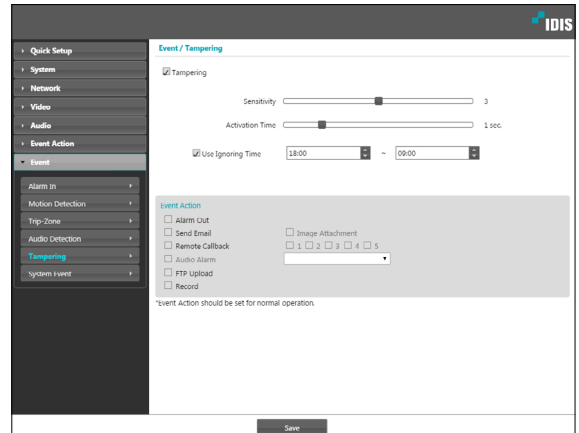 IDIS
Quick Setup
System
Network
Video
Audio
Event Action
Event
Alarm In
Motion Detection
Trip-Zone
Audio Detection
Tampering
System Event
Event / Tampering
Tampering
Sensitivity 3
Activation Time 1 sec.
Use Ignoring Time 18:00 ~ 09:00
Event Action
Alarm Out
Send Email Image Attachment
Remote Callback 1 2 3 4 5
Audio Alarm
FTP Upload
Record
*Event Action should be set for normal operation.
Save